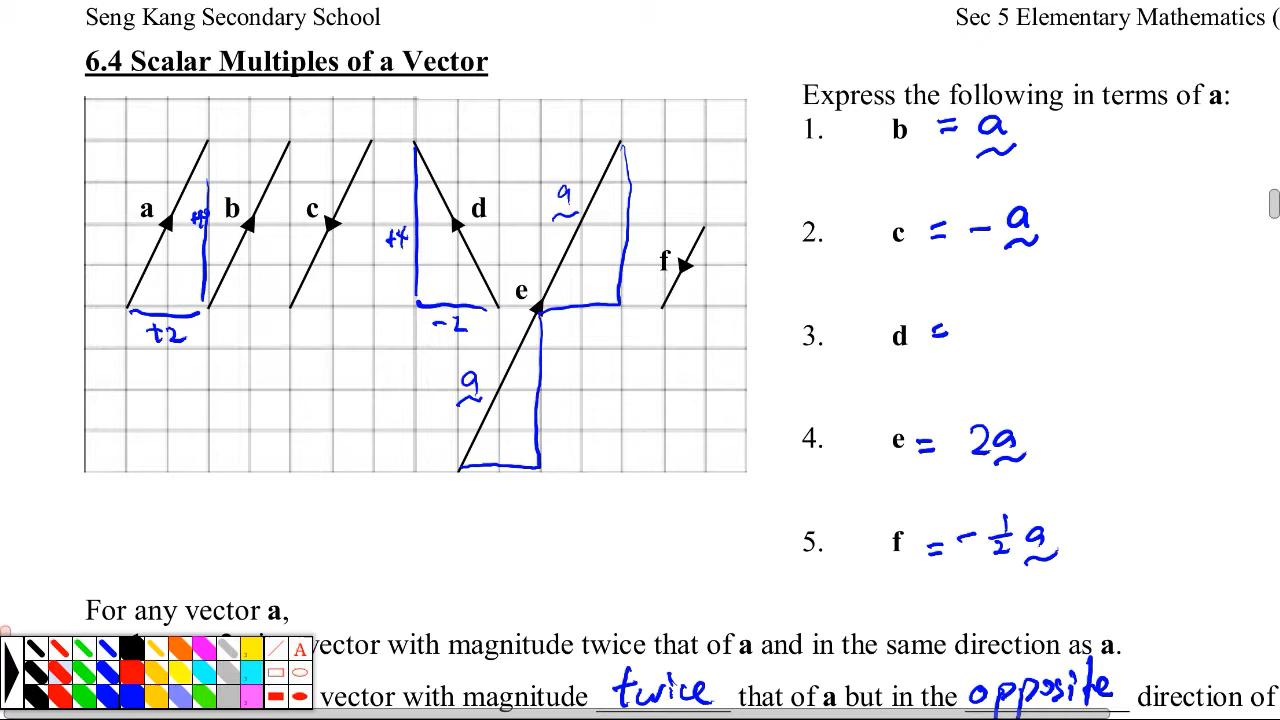 Seng Kang Secondary School
Sec 5 Elementary Mathematics (
6.4 Scalar Multiples of a Vector
Express the following in terms of a:
1. b = a
2. c = - a
3. d =
4. e = 2a
5. f = - 1/2 a
a
b
c
d
e
f
+4
+2
+4
-2
a
a
For any vector a,
vector with magnitude twice that of a and in the same direction as a.
vector with magnitude twice that of a but in the opposite direction of
A